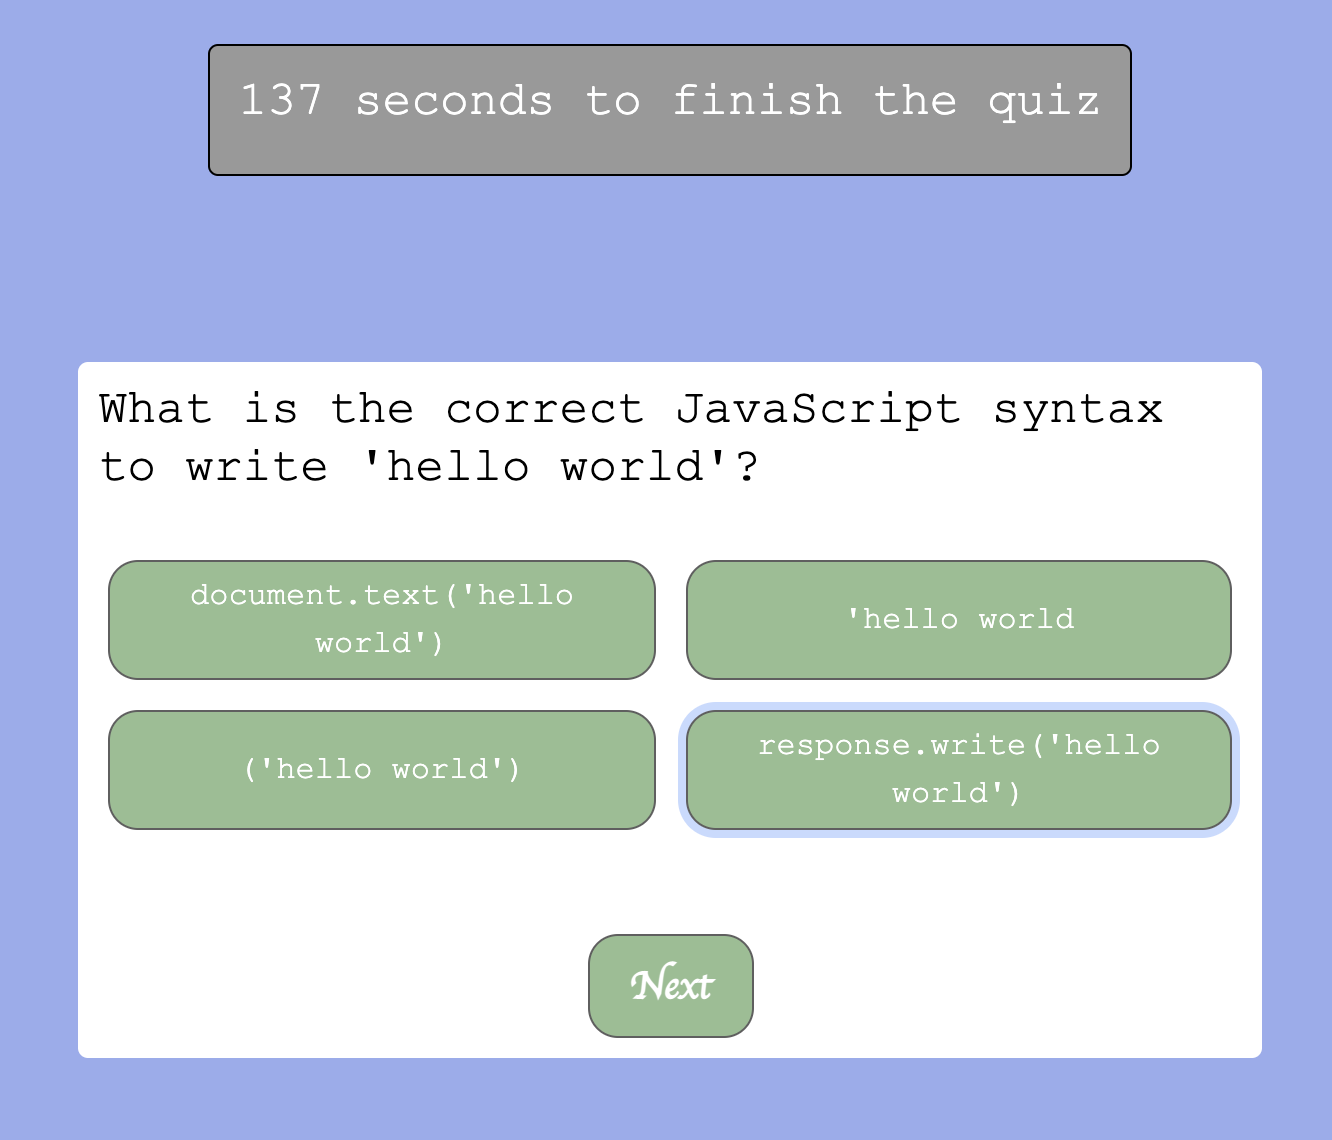 137 seconds to finish the quiz
What is the correct JavaScript syntax
to write 'hello world'?
document.text('hello
world')
'hello world
('hello world')
response.write('hello
world')
Next